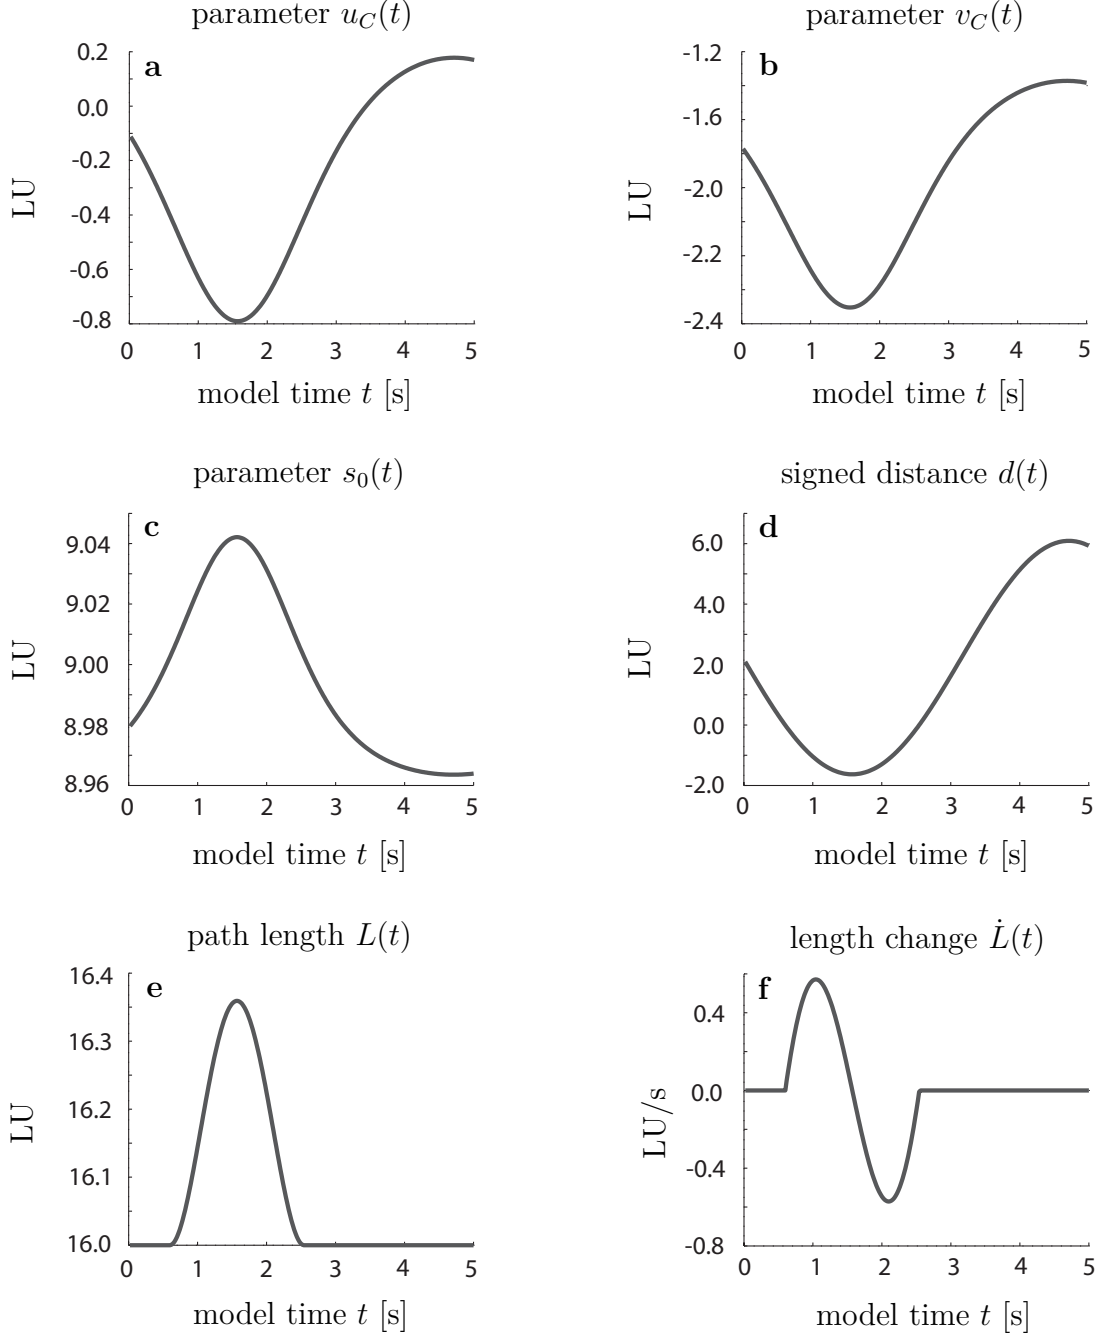 parameter u_C(t)
a
0.2
0.0
-0.2
-0.4
-0.6
-0.8
LU
0 1 2 3 4 5
model time t [s]
parameter v_C(t)
b
-1.2
-1.6
-2.0
-2.2
-2.4
LU
0 1 2 3 4 5
model time t [s]
parameter s_0(t)
c
9.04
9.02
9.00
8.98
8.96
LU
0 1 2 3 4 5
model time t [s]
signed distance d(t)
d
6.0
4.0
2.0
0.0
-2.0
LU
0 1 2 3 4 5
model time t [s]
path length L(t)
e
16.4
16.3
16.2
16.1
16.0
LU
0 1 2 3 4 5
model time t [s]
length change L̇(t)
f
0.4
0.0
-0.4
-0.8
LU/s
0 1 2 3 4 5
model time t [s]